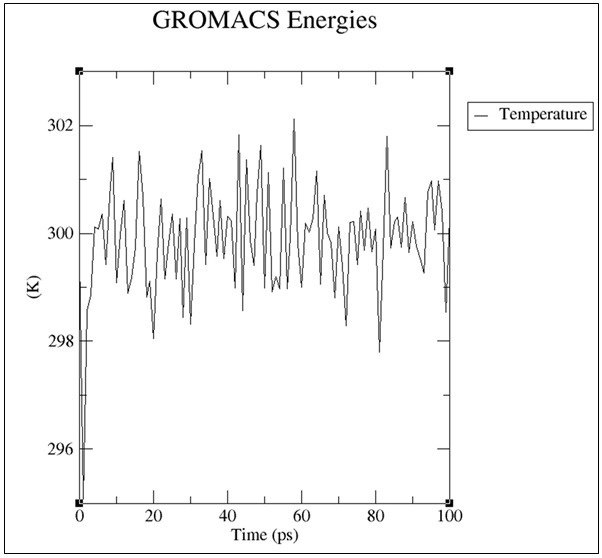 GROMACS Energies
302
300
298
296
(K)
0 20 40 60 80 100
Time (ps)
Temperature